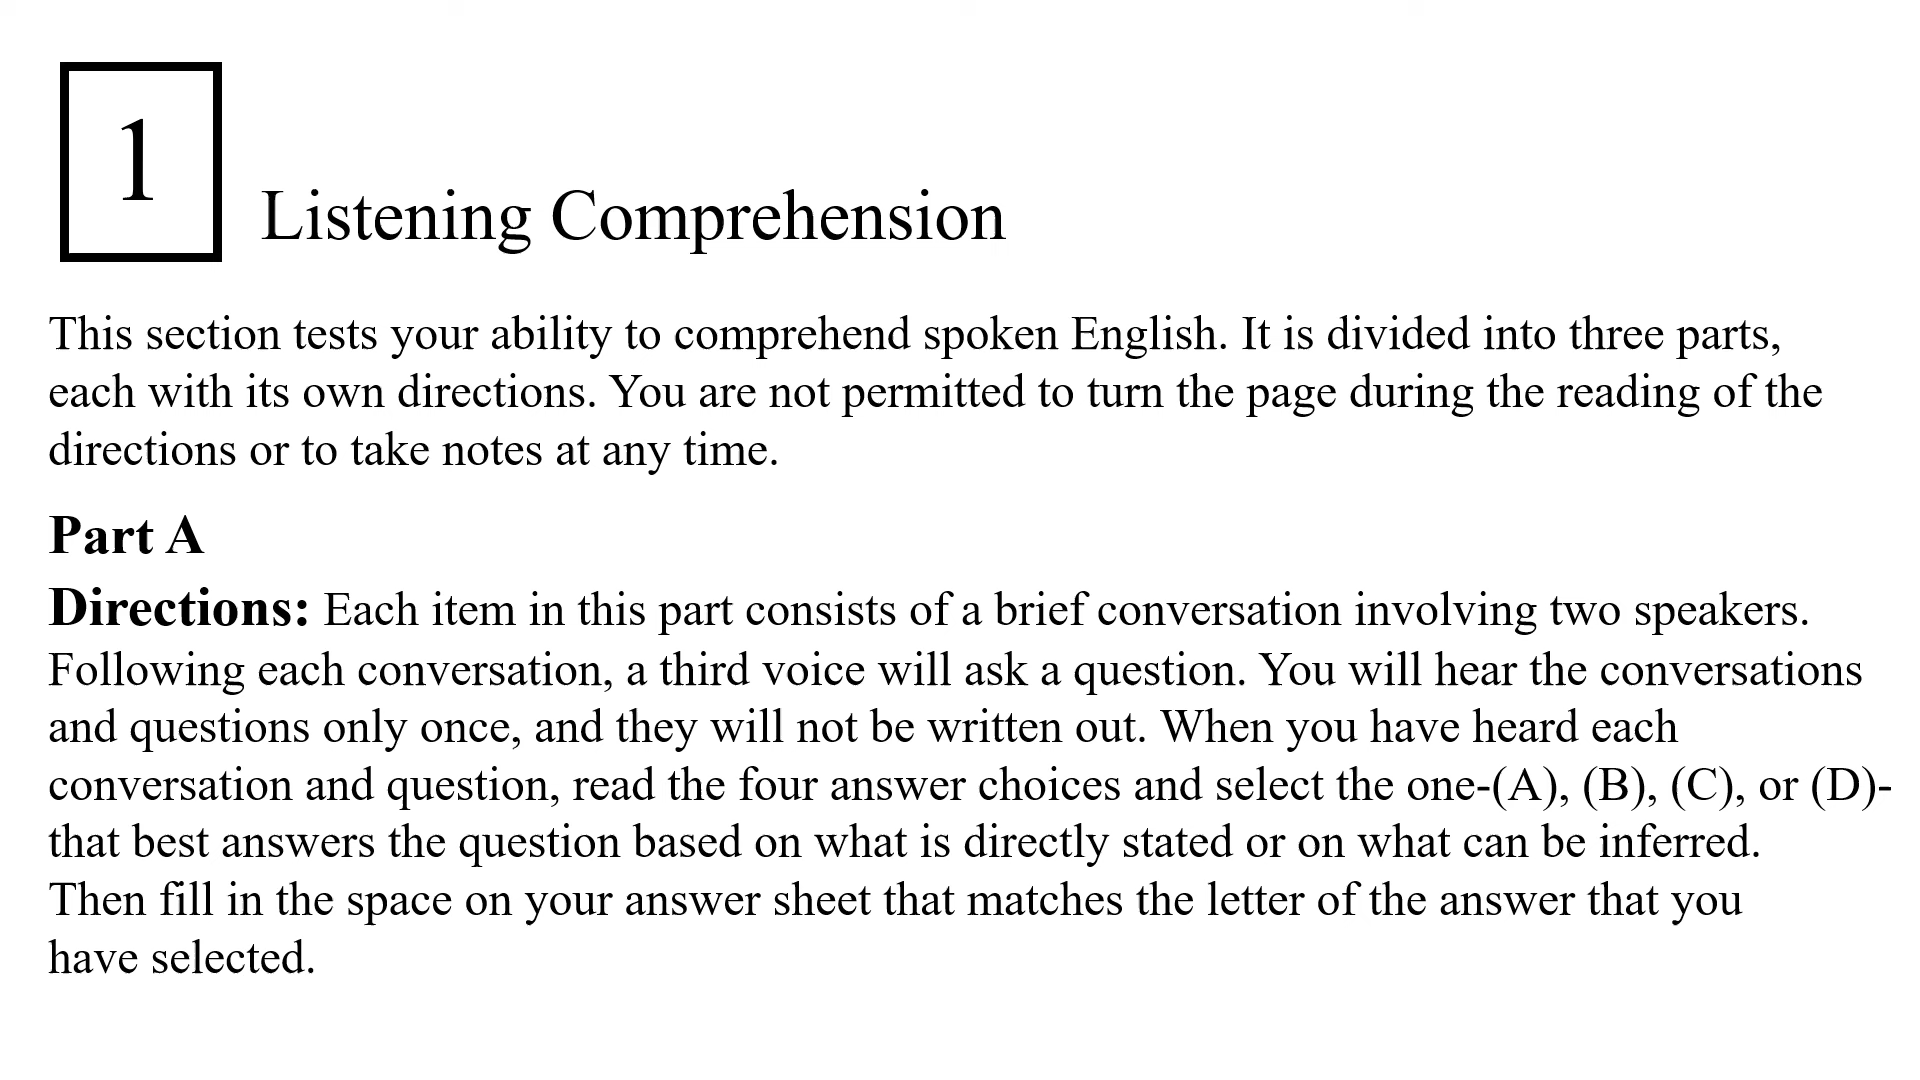 1
Listening Comprehension
This section tests your ability to comprehend spoken English. It is divided into three parts,
each with its own directions. You are not permitted to turn the page during the reading of the
directions or to take notes at any time.
Part A
Directions: Each item in this part consists of a brief conversation involving two speakers.
Following each conversation, a third voice will ask a question. You will hear the conversations
and questions only once, and they will not be written out. When you have heard each
conversation and question, read the four answer choices and select the one-(A), (B), (C), or (D)-
that best answers the question based on what is directly stated or on what can be inferred.
Then fill in the space on your answer sheet that matches the letter of the answer that you
have selected.